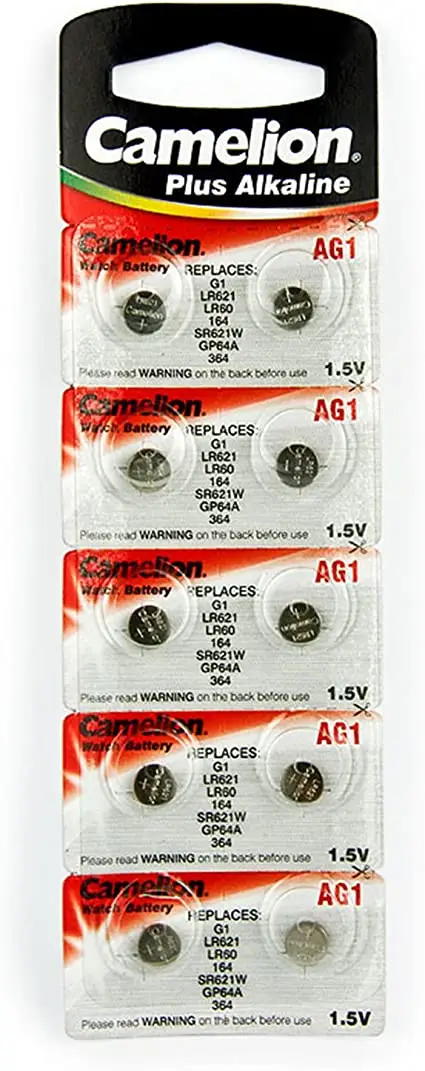 Camelion®
Plus Alkaline
Camelion.
AG1
Watch Battery
REPLACES:
G1
LR621
LR60
164
SR621W
GP64A
364
Please read WARNING on the back before use
1.5V
Camelion.
AG1
Watch Battery
REPLACES:
G1
LR621
LR60
164
SR621W
GP64A
364
Please read WARNING on the back before use
1.5V
Camelion.
AG1
Watch Battery
REPLACES:
G1
LR621
LR60
164
SR621W
GP64A
364
Please read WARNING on the back before use
1.5V
Camelion.
AG1
Watch Battery
REPLACES:
G1
LR621
LR60
164
SR621W
GP64A
364
Please read WARNING on the back before use
1.5V
Camelion.
AG1
Watch Battery
REPLACES:
G1
LR621
LR60
164
SR621W
GP64A
364
Please read WARNING on the back before use
1.5V